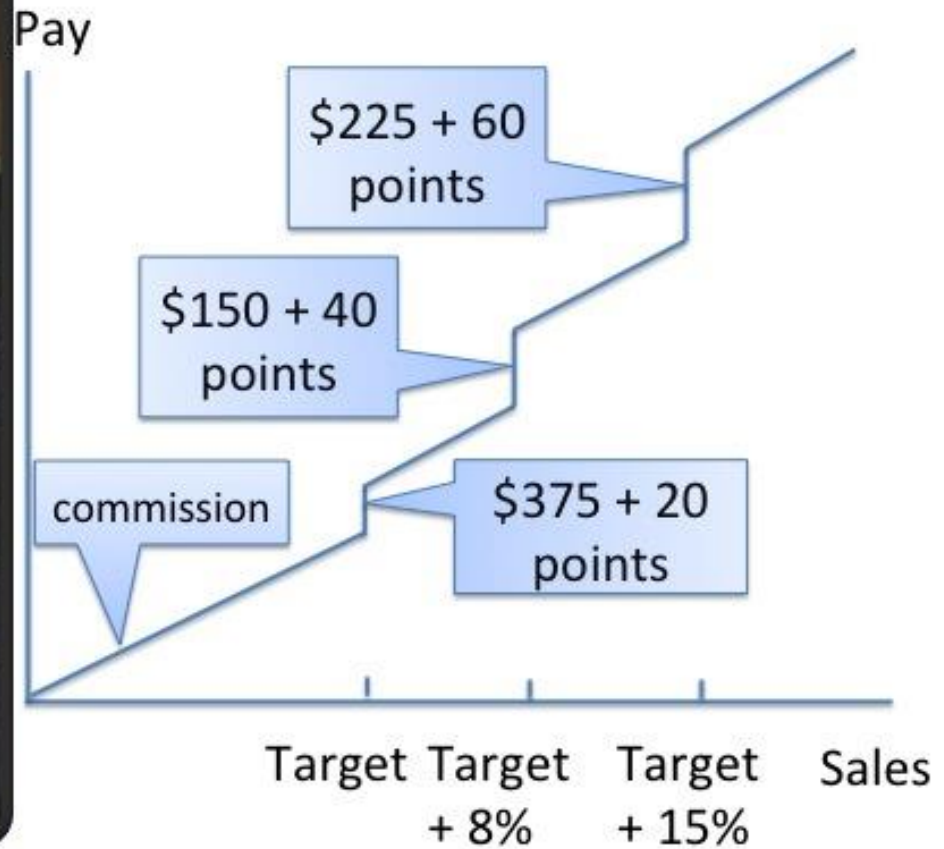 Pay
$225 + 60
points
$150 + 40
points
commission
$375 + 20
points
Target Target Target Sales
+ 8% + 15%